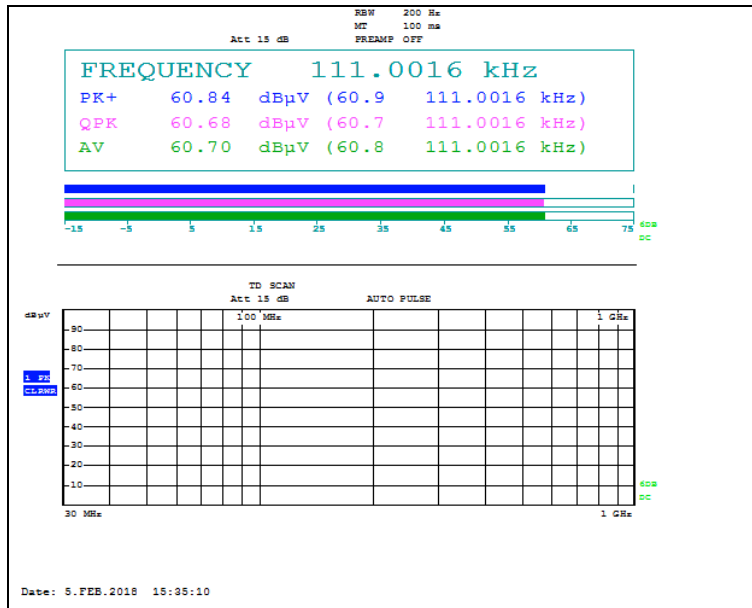 RBW 200 Hz
MT 100 ms
Att 15 dB PREAMP OFF
FREQUENCY 111.0016 kHz
PK+ 60.84 dBµV (60.9 111.0016 kHz)
QPK 60.68 dBµV (60.7 111.0016 kHz)
AV 60.70 dBµV (60.8 111.0016 kHz)
-15 -5 5 15 25 35 45 55 65 75
6DB
DC
TD SCAN
Att 15 dB AUTO PULSE
dBµV 100 MHz 1 GHz
90
80
70
1 PK
60
CLRWR
50
40
30
20
10
6DB
DC
30 MHz 1 GHz
Date: 5.FEB.2018 15:35:10